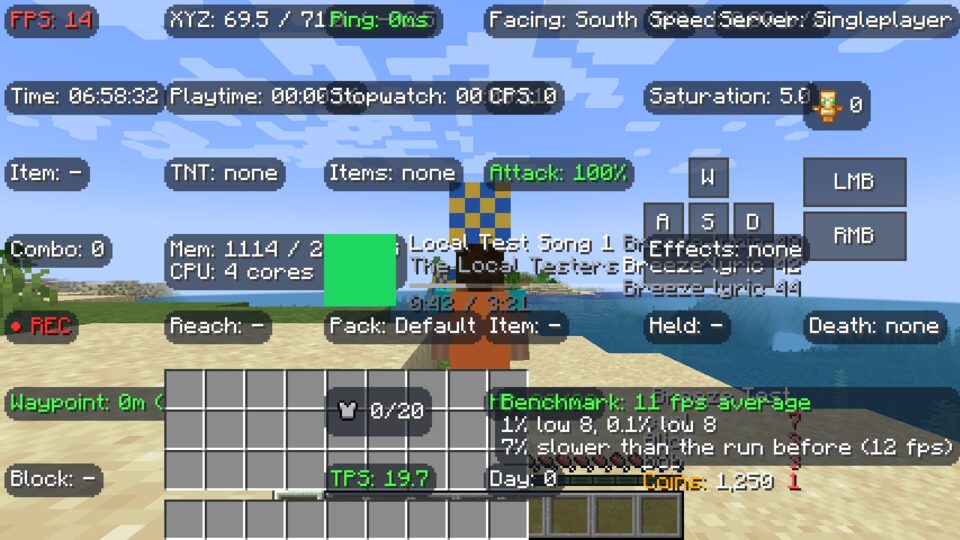 FPS: 14
XYZ: 69.5 / 71
Ping: 0ms
Facing: South
Speed
Server: Singleplayer
Time: 06:58:32
Playtime: 00:00
Stopwatch: 00
CPS: 0
Saturation: 5.0
0
Item: -
TNT: none
Items: none
Attack: 100%
W
LMB
A S D
RMB
Combo: 0
Mem: 1114 / 2
CPU: 4 cores
Local Test Song 1
The Local Testers
0:42 / 3:21
Effects: none
Breeze lyric 42
Breeze lyric 44
● REC
Reach: -
Pack: Default
Item: -
Held: -
Death: none
Waypoint: 0m (
0/20
Breeze Test
Benchmark: 11 fps average
1% low 8, 0.1% low 8
7% slower than the run before (12 fps)
Block: -
TPS: 19.7
Day: 0
Coins: 1,250 1